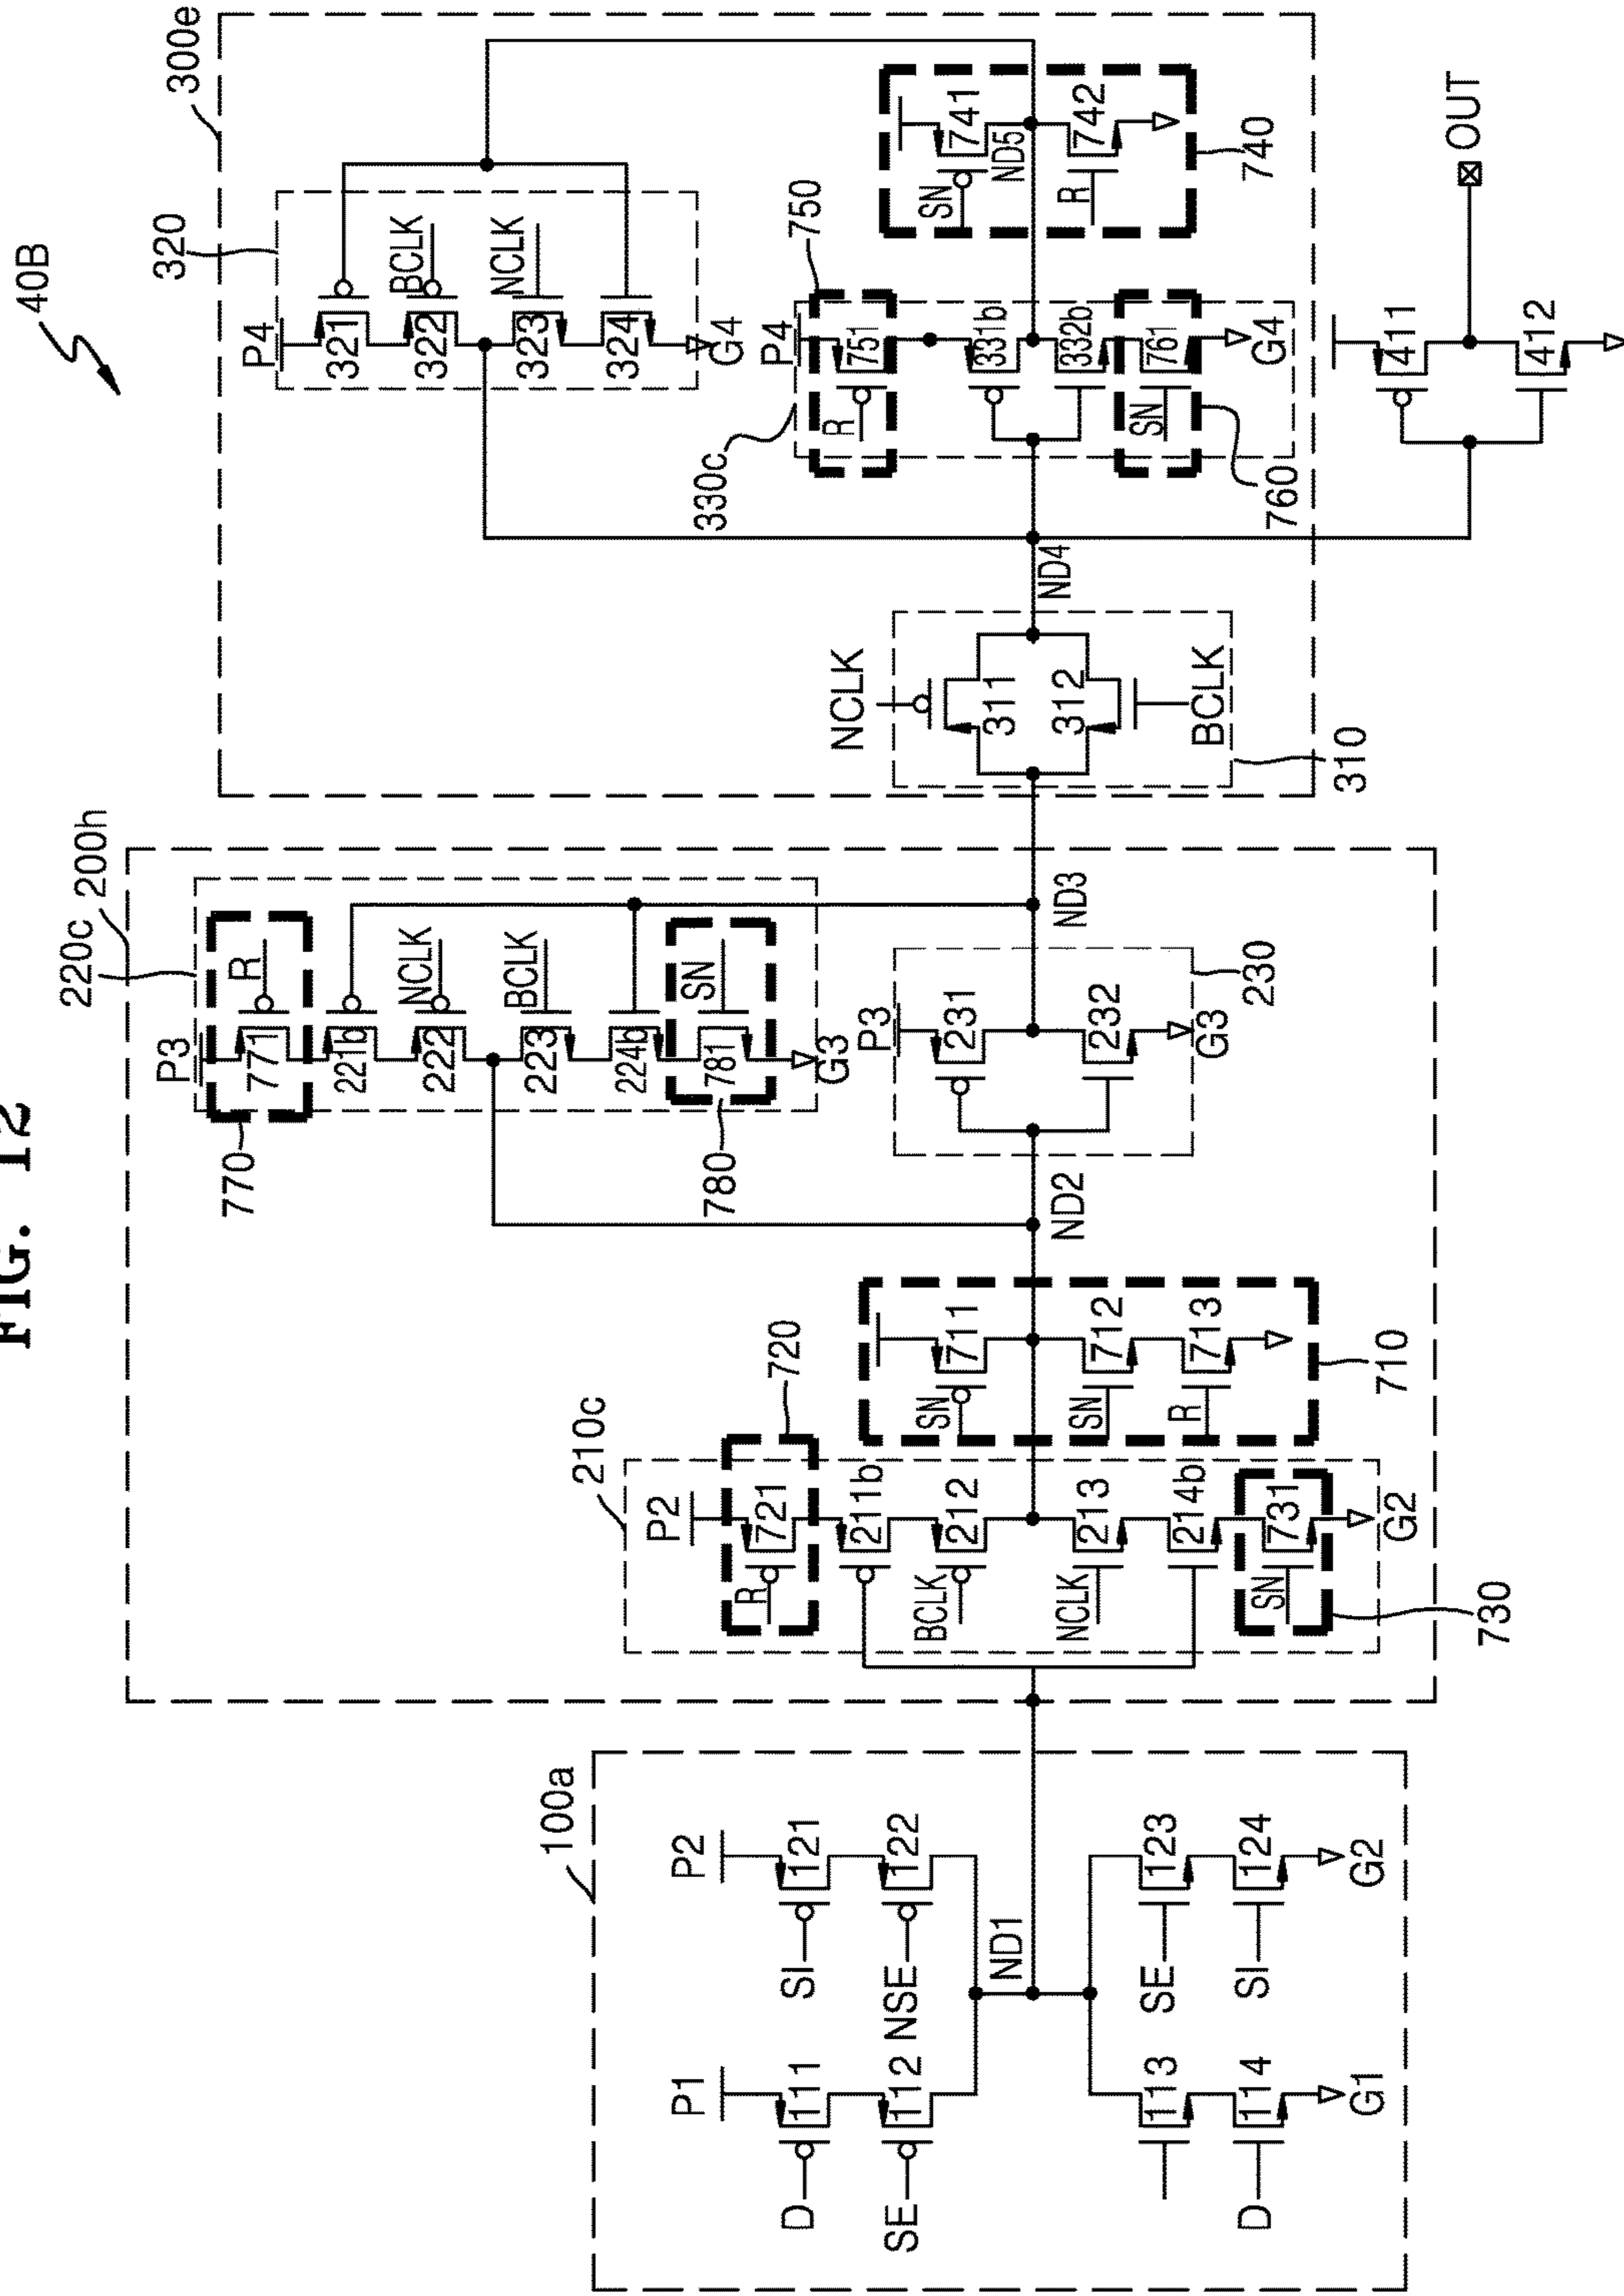 FIG. 12
40B
100a
P1
P2
D
111
SI
121
SE
112
NSE
122
ND1
113
SE
123
D
114
SI
124
G1
G2
200h
210c
P2
720
R
721
211b
BCLK
212
NCLK
213
214b
SN
731
730
G2
SN
711
SN
712
R
713
710
ND2
220c
P3
770
R
771
221b
NCLK
222
BCLK
223
224b
SN
781
780
G3
P3
231
232
G3
230
ND3
300e
NCLK
311
312
BCLK
310
ND4
320
P4
321
BCLK
322
NCLK
323
324
G4
330c
750
P4
R
751
331b
332b
SN
761
760
G4
SN
741
ND5
R
742
740
411
412
OUT